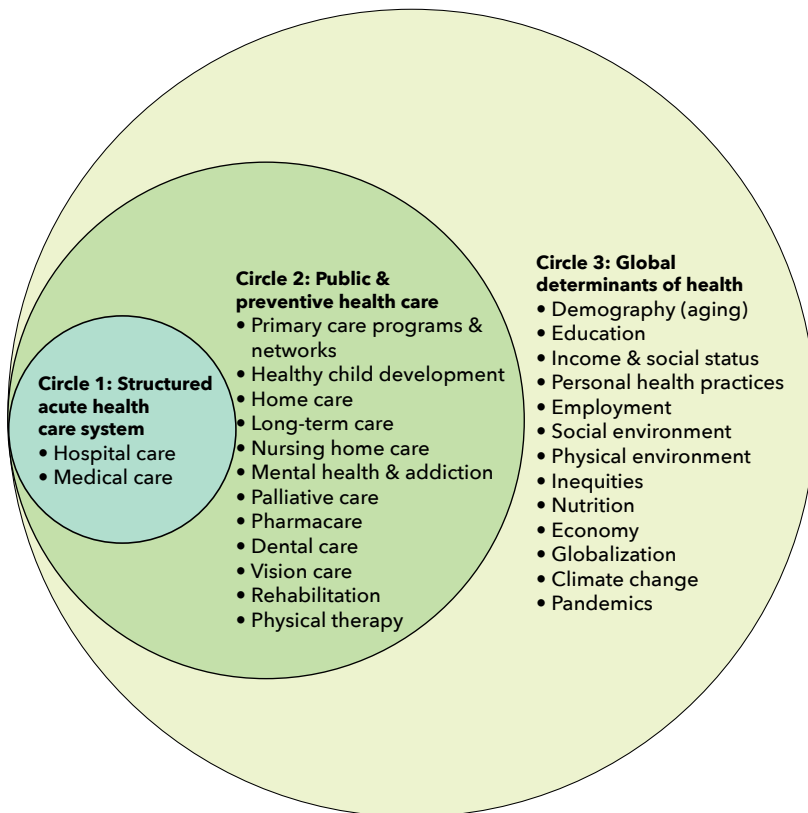 Circle 1: Structured
acute health
care system
• Hospital care
• Medical care
Circle 2: Public &
preventive health care
• Primary care programs &
networks
• Healthy child development
• Home care
• Long-term care
• Nursing home care
• Mental health & addiction
• Palliative care
• Pharmacare
• Dental care
• Vision care
• Rehabilitation
• Physical therapy
Circle 3: Global
determinants of health
• Demography (aging)
• Education
• Income & social status
• Personal health practices
• Employment
• Social environment
• Physical environment
• Inequities
• Nutrition
• Economy
• Globalization
• Climate change
• Pandemics